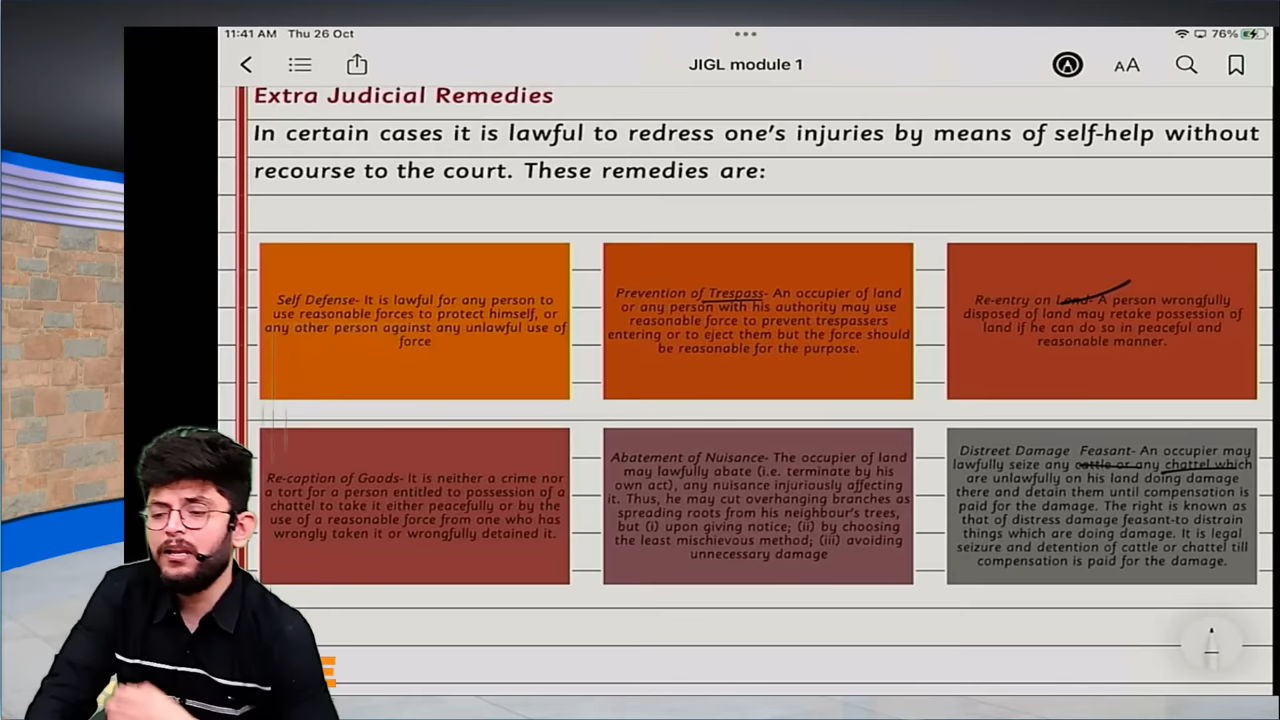 11:41 AM Thu 26 Oct
76%
JIGL module 1
AA
Extra Judicial Remedies
In certain cases it is lawful to redress one's injuries by means of self-help without
recourse to the court. These remedies are:
Self Defense- It is lawful for any person to
use reasonable forces to protect himself, or
any other person against any unlawful use of
force
Prevention of Trespass- An occupier of land
or any person with his authority may use
reasonable force to prevent trespassers
entering or to eject them but the force should
be reasonable for the purpose.
Re-entry on Land- A person wrongfully
disposed of land may retake possession of
land if he can do so in peaceful and
reasonable manner.
Re-caption of Goods- It is neither a crime nor
a tort for a person entitled to possession of a
chattel to take it either peacefully or by the
use of a reasonable force from one who has
wrongly taken it or wrongfully detained it.
Abatement of Nuisance- The occupier of land
may lawfully abate (i.e. terminate by his
own act), any nuisance injuriously affecting
it. Thus, he may cut overhanging branches as
spreading roots from his neighbour's trees,
but (i) upon giving notice; (ii) by choosing
the least mischievous method; (iii) avoiding
unnecessary damage
Distreet Damage Feasant- An occupier may
lawfully seize any cattle or any chattel which
are unlawfully on his land doing damage
there and detain them until compensation is
paid for the damage. The right is known as
that of distress damage feasant-to distrain
things which are doing damage. It is legal
seizure and detention of cattle or chattel till
compensation is paid for the damage.